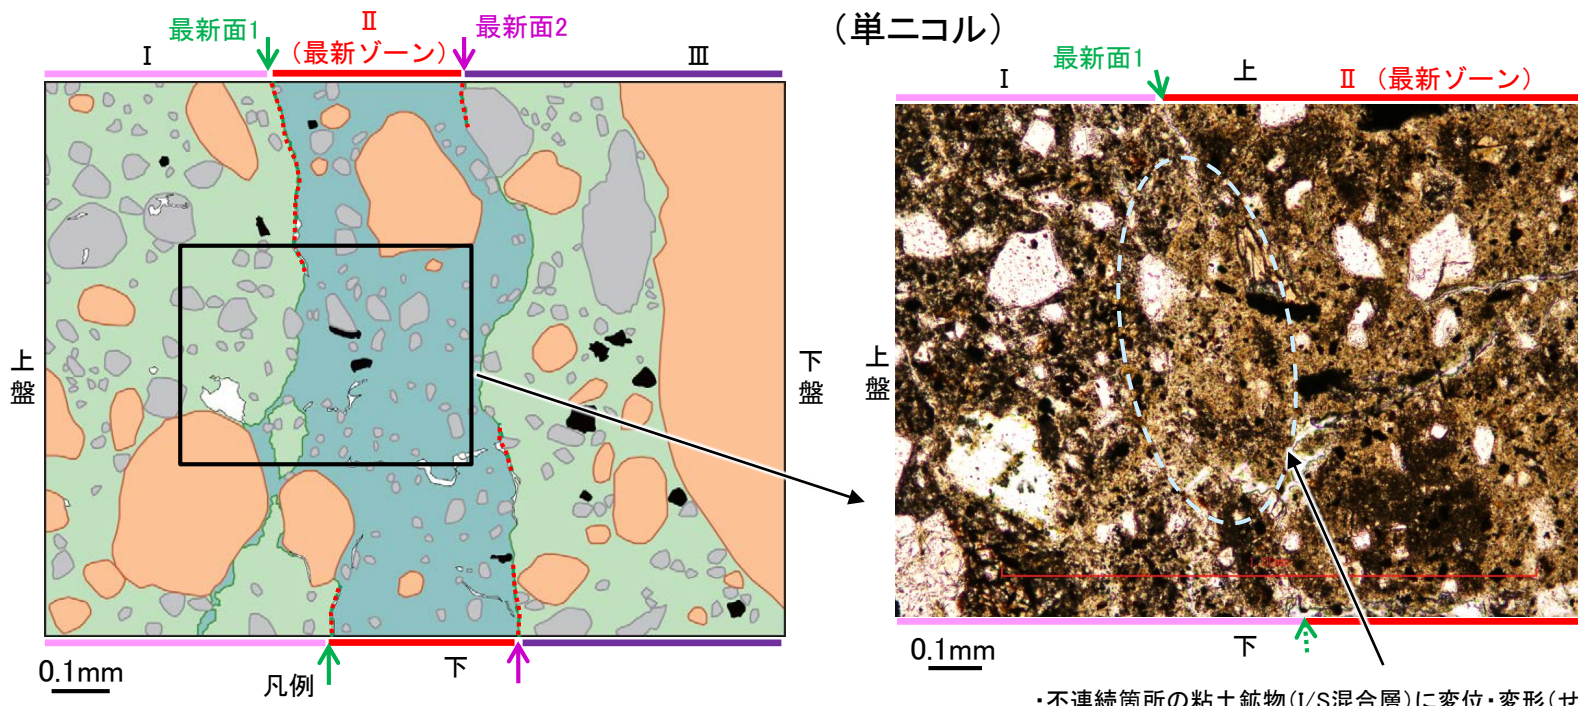 (単ニコル)
最新面1
Ⅱ
(最新ゾーン)
最新面2
Ⅰ
Ⅲ
上盤
下盤
0.1mm
凡例
下
最新面1
上
Ⅰ
Ⅱ (最新ゾーン)
上盤
0.1mm
下
・不連続箇所の粘土鉱物(I/S混合層)に変位・変形(せ